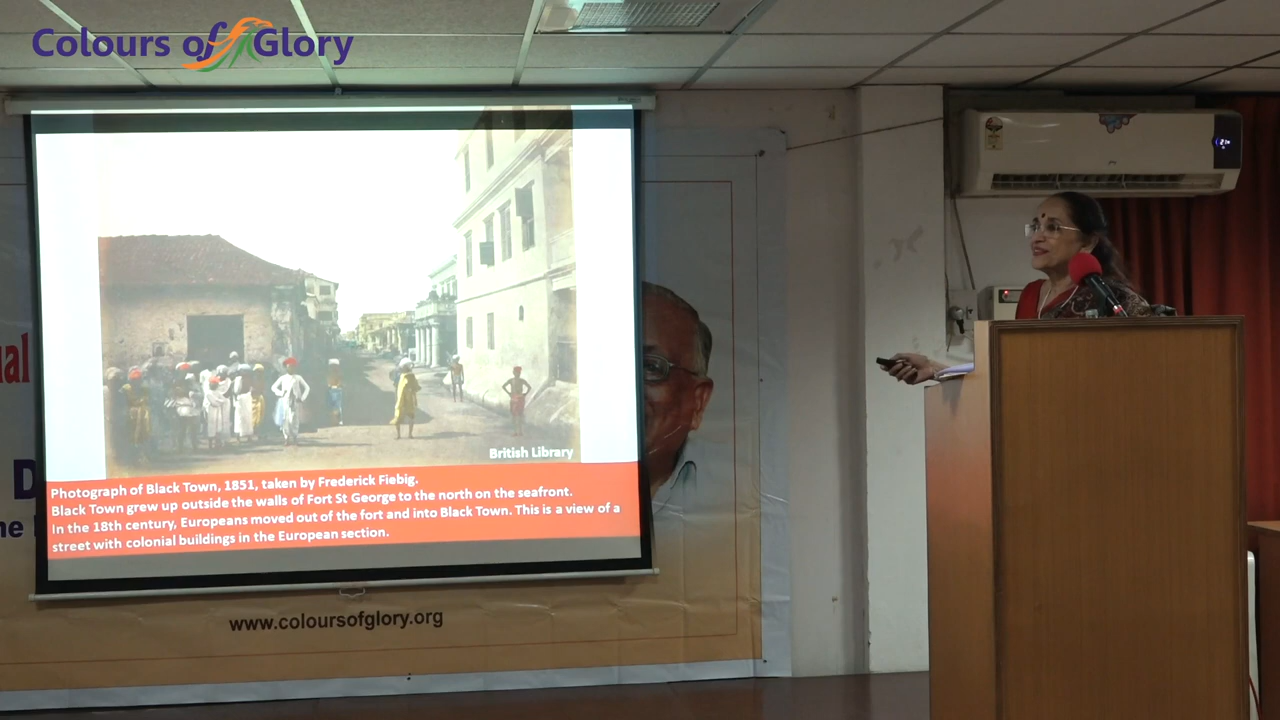 Colours of Glory
British Library
Photograph of Black Town, 1851, taken by Frederick Fiebig.
Black Town grew up outside the walls of Fort St George to the north on the seafront.
In the 18th century, Europeans moved out of the fort and into Black Town. This is a view of a
street with colonial buildings in the European section.
www.coloursofglory.org